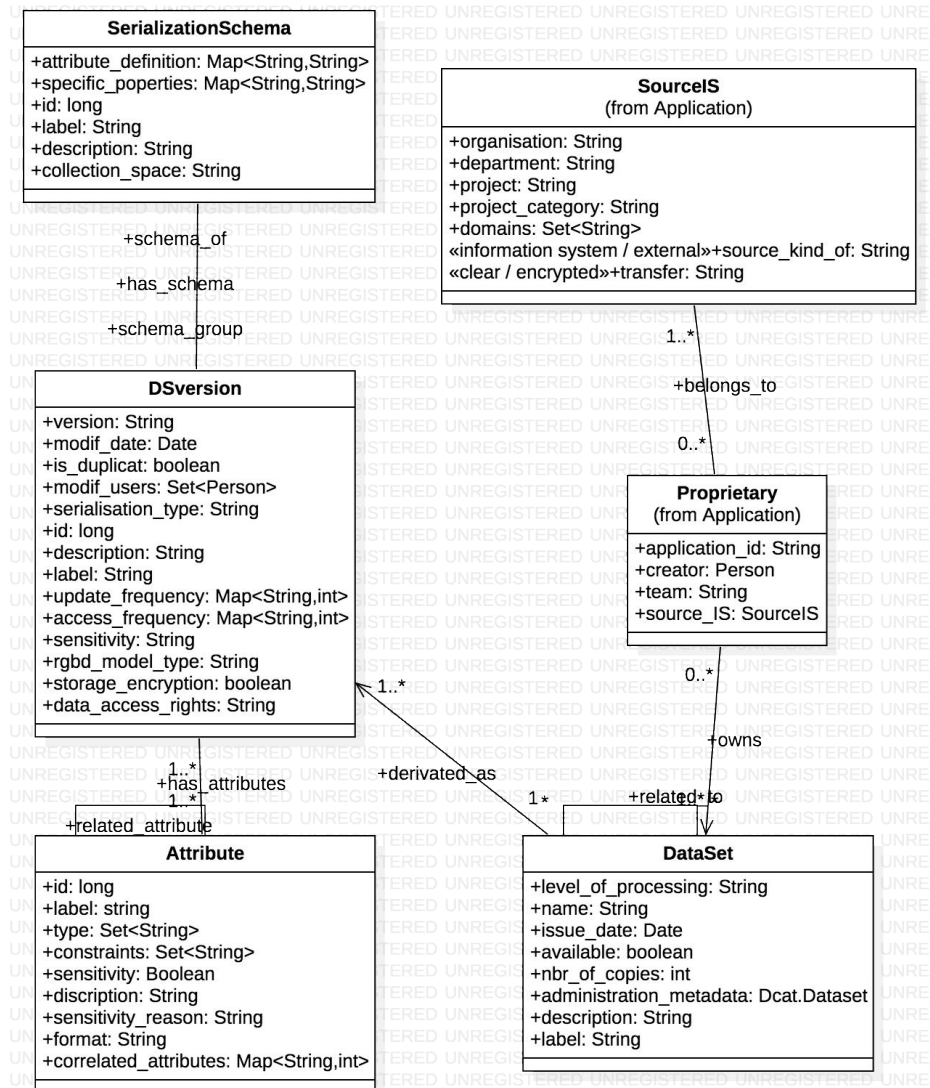 SerializationSchema
+attribute_definition: Map<String,String>
+specific_poperties: Map<String,String>
+id: long
+label: String
+description: String
+collection_space: String
SourceIS
(from Application)
+organisation: String
+department: String
+project: String
+project_category: String
+domains: Set<String>
«information system / external»+source_kind_of: String
«clear / encrypted»+transfer: String
+schema_of
+has_schema
+schema_group
1..*
+belongs_to
0..*
DSversion
+version: String
+modif_date: Date
+is_duplicat: boolean
+modif_users: Set<Person>
+serialisation_type: String
+id: long
+description: String
+label: String
+update_frequency: Map<String,int>
+access_frequency: Map<String,int>
+sensitivity: String
+rgbd_model_type: String
+storage_encryption: boolean
+data_access_rights: String
Proprietary
(from Application)
+application_id: String
+creator: Person
+team: String
+source_IS: SourceIS
0..*
+owns
1..*
+derivated_as
1
*
+related_to
1..*
1..*
+has_attributes
1..*
+related_attribute
Attribute
+id: long
+label: string
+type: Set<String>
+constraints: Set<String>
+sensitivity: Boolean
+discription: String
+sensitivity_reason: String
+format: String
+correlated_attributes: Map<String,int>
DataSet
+level_of_processing: String
+name: String
+issue_date: Date
+available: boolean
+nbr_of_copies: int
+administration_metadata: Dcat.Dataset
+description: String
+label: String
UNREGISTERED